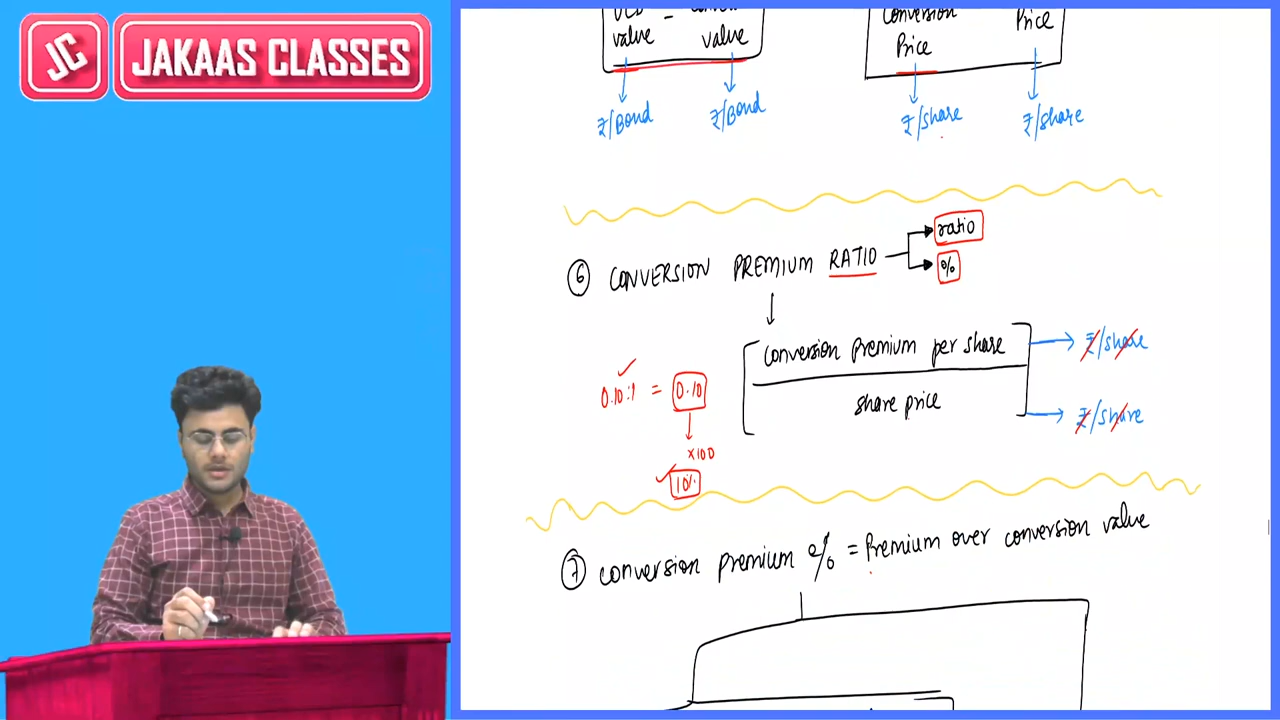 JC
JAKAAS CLASSES
value - value
Conversion Price
Price
₹/Bond ₹/Bond
₹/share ₹/share
⑥ CONVERSION PREMIUM RATIO
ratio
%
conversion premium per share
share price
₹/share
₹/share
0.10:1 = 0.10
×100
10%
⑦ conversion premium % = Premium over conversion value